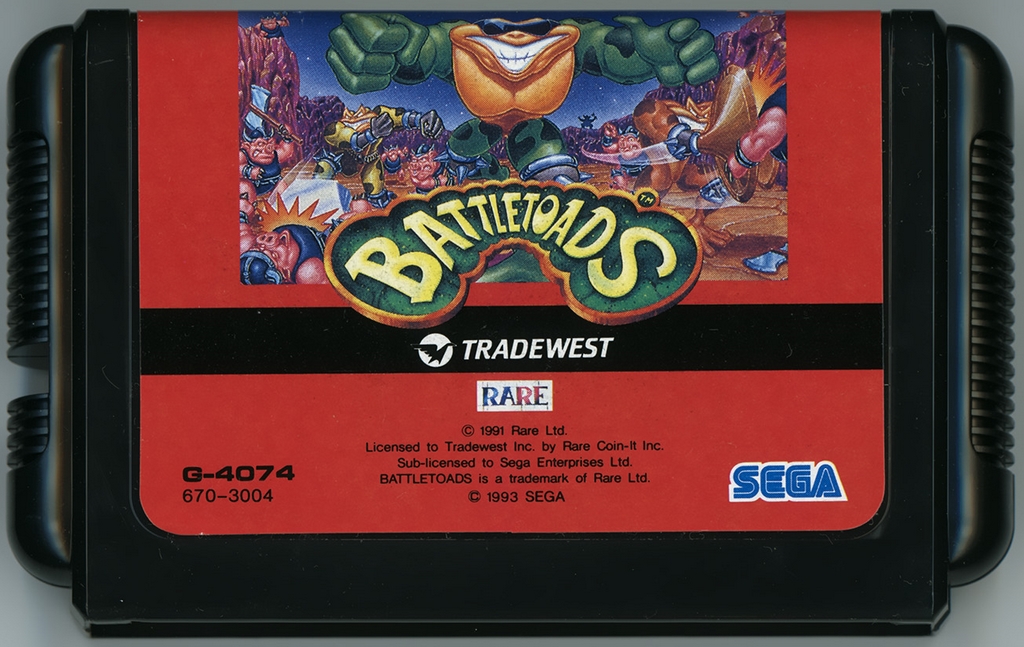 BATTLETOADS TM
TRADEWEST
RARE
© 1991 Rare Ltd.
Licensed to Tradewest Inc. by Rare Coin-It Inc.
Sub-licensed to Sega Enterprises Ltd.
BATTLETOADS is a trademark of Rare Ltd.
© 1993 SEGA
G-4074
670-3004
SEGA